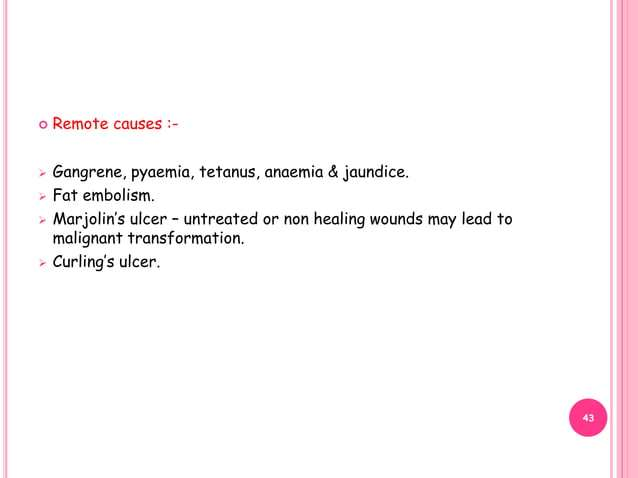 Remote causes :-
Gangrene, pyaemia, tetanus, anaemia & jaundice.
Fat embolism.
Marjolin’s ulcer – untreated or non healing wounds may lead to
malignant transformation.
Curling’s ulcer.
43